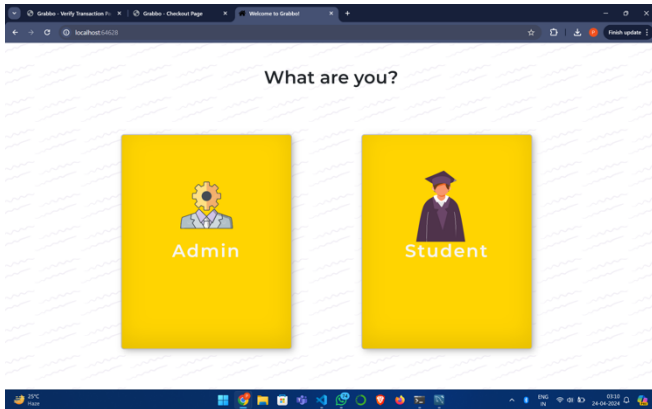 Grabbo - Verify Transaction Fo
Grabbo - Checkout Page
Welcome to Grabbo!
localhost:64628
Finish update
What are you?
Admin
Student
25°C
Haze
ENG
IN
03:10
24-04-2024